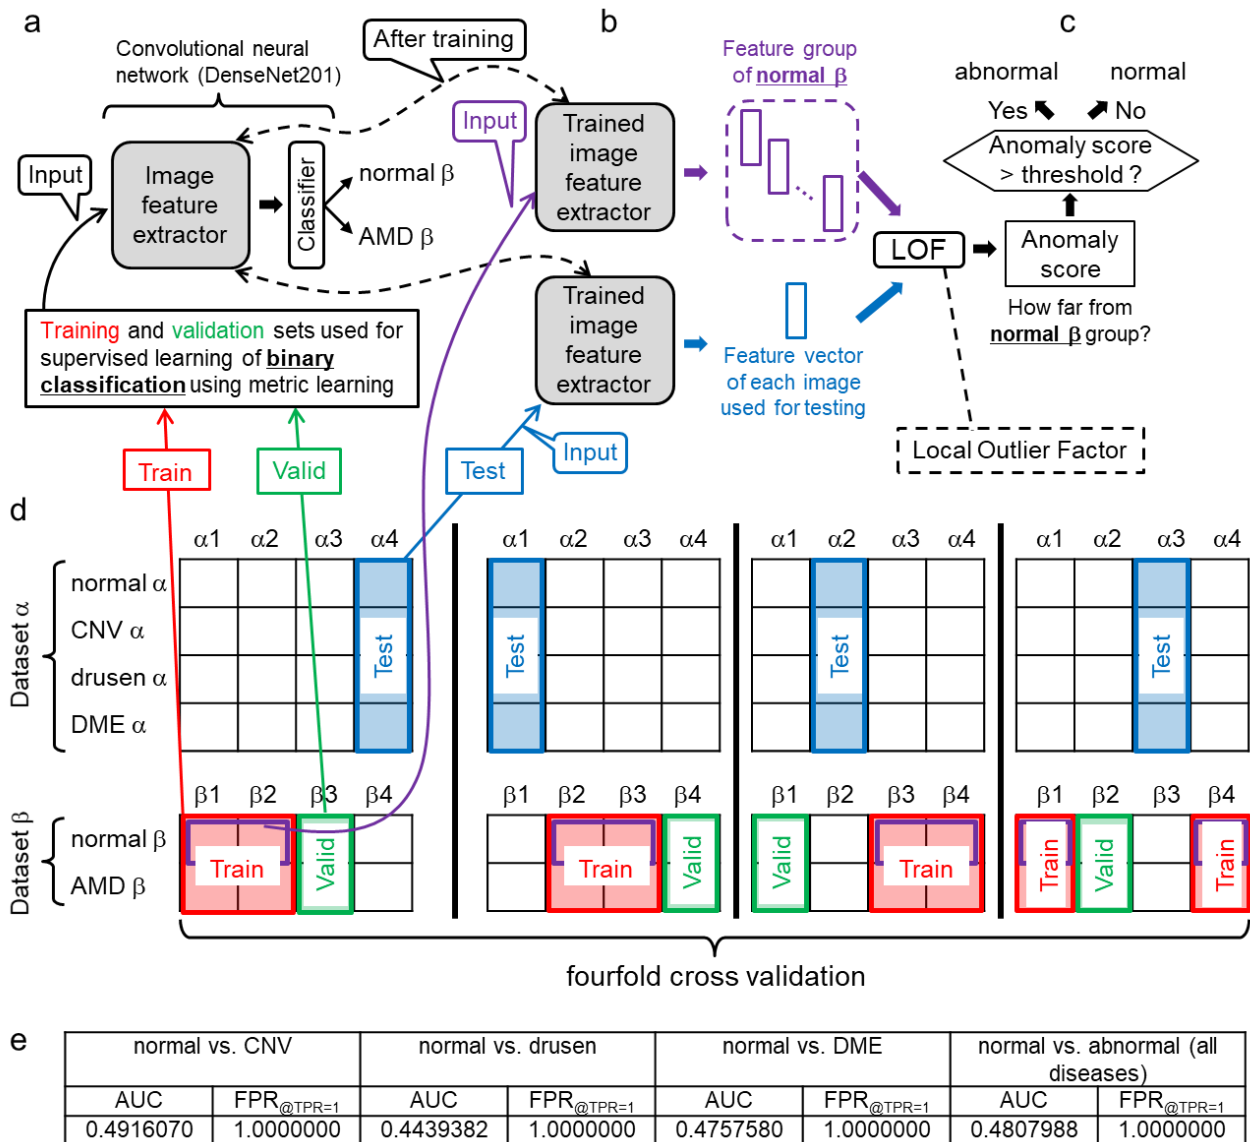 a
Convolutional neural
network (DenseNet201)
After training
Input
Image
feature
extractor
Classifier
normal β
AMD β
Training and validation sets used for
supervised learning of binary
classification using metric learning
Train
Valid
b
Input
Trained
image
feature
extractor
Feature group
of normal β
Trained
image
feature
extractor
Feature vector
of each image
used for testing
Test
Input
c
abnormal
normal
Yes
No
Anomaly score
> threshold ?
LOF
Anomaly
score
How far from
normal β group?
Local Outlier Factor
d
α1 α2 α3 α4 α1 α2 α3 α4 α1 α2 α3 α4 α1 α2 α3 α4
Dataset α
normal α
CNV α
drusen α
DME α
Test
Test
Test
Test
β1 β2 β3 β4 β1 β2 β3 β4 β1 β2 β3 β4 β1 β2 β3 β4
Dataset β
normal β
AMD β
Train
Valid
Train
Valid
Valid
Train
Train
Valid
Train
fourfold cross validation
e
normal vs. CNV
normal vs. drusen
normal vs. DME
normal vs. abnormal (all
diseases)
AUC FPR@TPR=1 AUC FPR@TPR=1 AUC FPR@TPR=1 AUC FPR@TPR=1
0.4916070 1.0000000 0.4439382 1.0000000 0.4757580 1.0000000 0.4807988 1.0000000